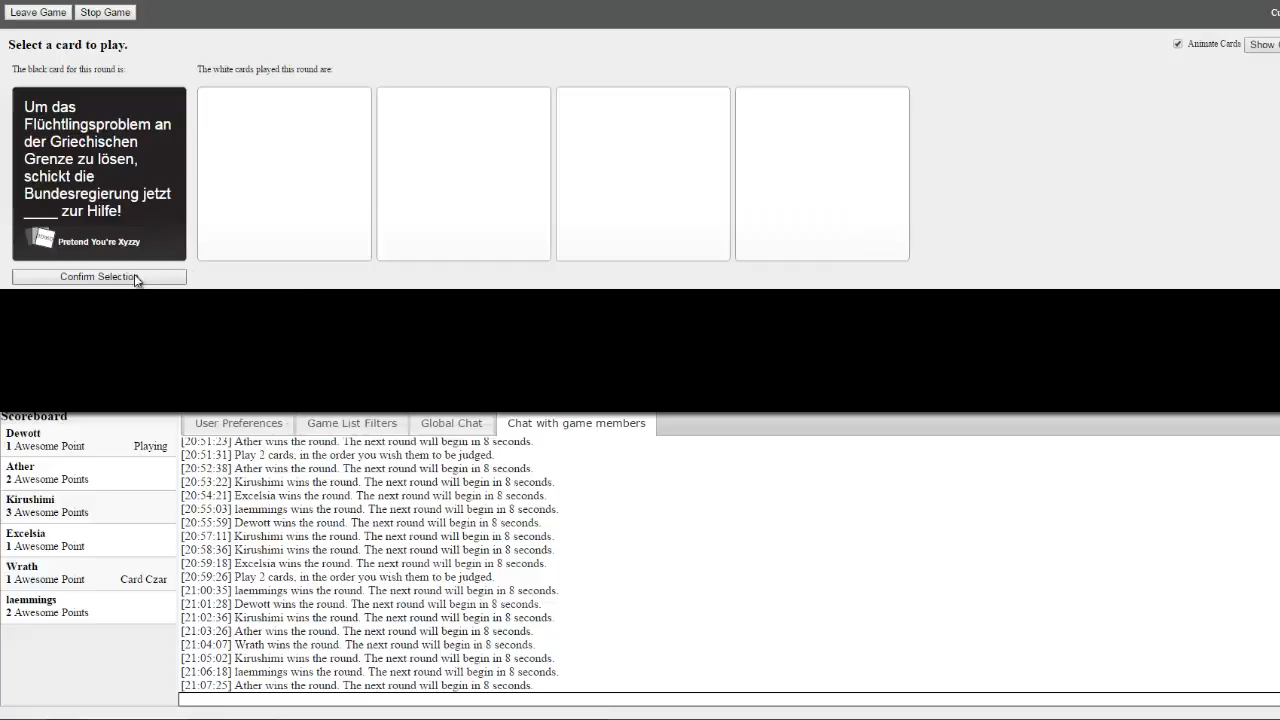 Leave Game
Stop Game
Select a card to play.
Animate Cards
The black card for this round is:
The white cards played this round are:
Um das
Flüchtlingsproblem an
der Griechischen
Grenze zu lösen,
schickt die
Bundesregierung jetzt
____ zur Hilfe!
Pretend You're Xyzzy
Confirm Selection
Scoreboard
User Preferences
Game List Filters
Global Chat
Chat with game members
Dewott
1 Awesome Point Playing
Ather
2 Awesome Points
Kirushimi
3 Awesome Points
Excelsia
1 Awesome Point
Wrath
1 Awesome Point Card Czar
laemmings
2 Awesome Points
[20:51:23] Ather wins the round. The next round will begin in 8 seconds.
[20:51:31] Play 2 cards, in the order you wish them to be judged.
[20:52:38] Ather wins the round. The next round will begin in 8 seconds.
[20:53:22] Kirushimi wins the round. The next round will begin in 8 seconds.
[20:54:21] Excelsia wins the round. The next round will begin in 8 seconds.
[20:55:03] laemmings wins the round. The next round will begin in 8 seconds.
[20:55:59] Dewott wins the round. The next round will begin in 8 seconds.
[20:57:11] Kirushimi wins the round. The next round will begin in 8 seconds.
[20:58:36] Kirushimi wins the round. The next round will begin in 8 seconds.
[20:59:18] Excelsia wins the round. The next round will begin in 8 seconds.
[20:59:26] Play 2 cards, in the order you wish them to be judged.
[21:00:35] laemmings wins the round. The next round will begin in 8 seconds.
[21:01:28] Dewott wins the round. The next round will begin in 8 seconds.
[21:02:36] Kirushimi wins the round. The next round will begin in 8 seconds.
[21:03:26] Ather wins the round. The next round will begin in 8 seconds.
[21:04:07] Wrath wins the round. The next round will begin in 8 seconds.
[21:05:02] Kirushimi wins the round. The next round will begin in 8 seconds.
[21:06:18] laemmings wins the round. The next round will begin in 8 seconds.
[21:07:25] Ather wins the round. The next round will begin in 8 seconds.